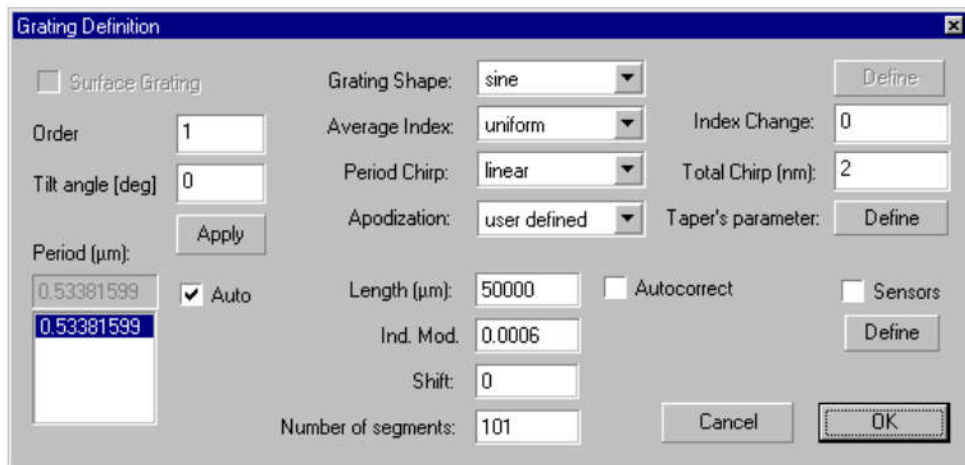 Grating Definition
Surface Grating
Grating Shape: sine Define
Order 1 Average Index: uniform Index Change: 0
Tilt angle [deg] 0 Period Chirp: linear Total Chirp (nm): 2
Apply Apodization: user defined Taper's parameter: Define
Period (µm):
0.53381599 Auto Length (µm): 50000 Autocorrect Sensors
0.53381599 Ind. Mod. 0.0006 Define
Shift: 0
Number of segments: 101 Cancel OK